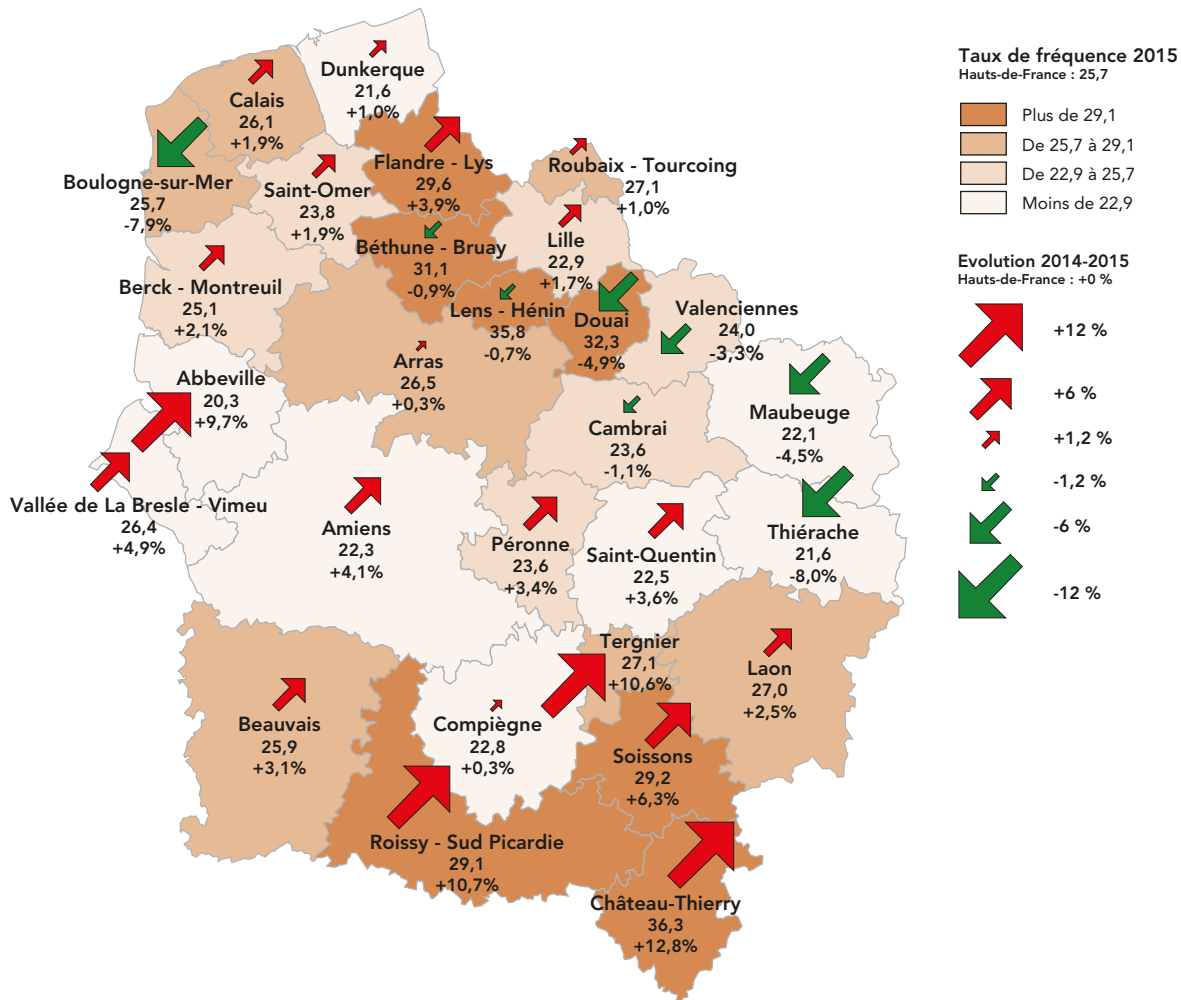 Dunkerque
21,6
+1,0%
Calais
26,1
+1,9%
Flandre - Lys
29,6
+3,9%
Roubaix - Tourcoing
27,1
+1,0%
Boulogne-sur-Mer
25,7
-7,9%
Saint-Omer
23,8
+1,9%
Lille
22,9
+1,7%
Béthune - Bruay
31,1
-0,9%
Berck - Montreuil
25,1
+2,1%
Lens - Hénin
35,8
-0,7%
Douai
32,3
-4,9%
Valenciennes
24,0
-3,3%
Arras
26,5
+0,3%
Abbeville
20,3
+9,7%
Cambrai
23,6
-1,1%
Maubeuge
22,1
-4,5%
Vallée de La Bresle - Vimeu
26,4
+4,9%
Amiens
22,3
+4,1%
Péronne
23,6
+3,4%
Saint-Quentin
22,5
+3,6%
Thiérache
21,6
-8,0%
Tergnier
27,1
+10,6%
Laon
27,0
+2,5%
Beauvais
25,9
+3,1%
Compiègne
22,8
+0,3%
Soissons
29,2
+6,3%
Roissy - Sud Picardie
29,1
+10,7%
Château-Thierry
36,3
+12,8%
Taux de fréquence 2015
Hauts-de-France : 25,7
Plus de 29,1
De 25,7 à 29,1
De 22,9 à 25,7
Moins de 22,9
Evolution 2014-2015
Hauts-de-France : +0 %
+12 %
+6 %
+1,2 %
-1,2 %
-6 %
-12 %